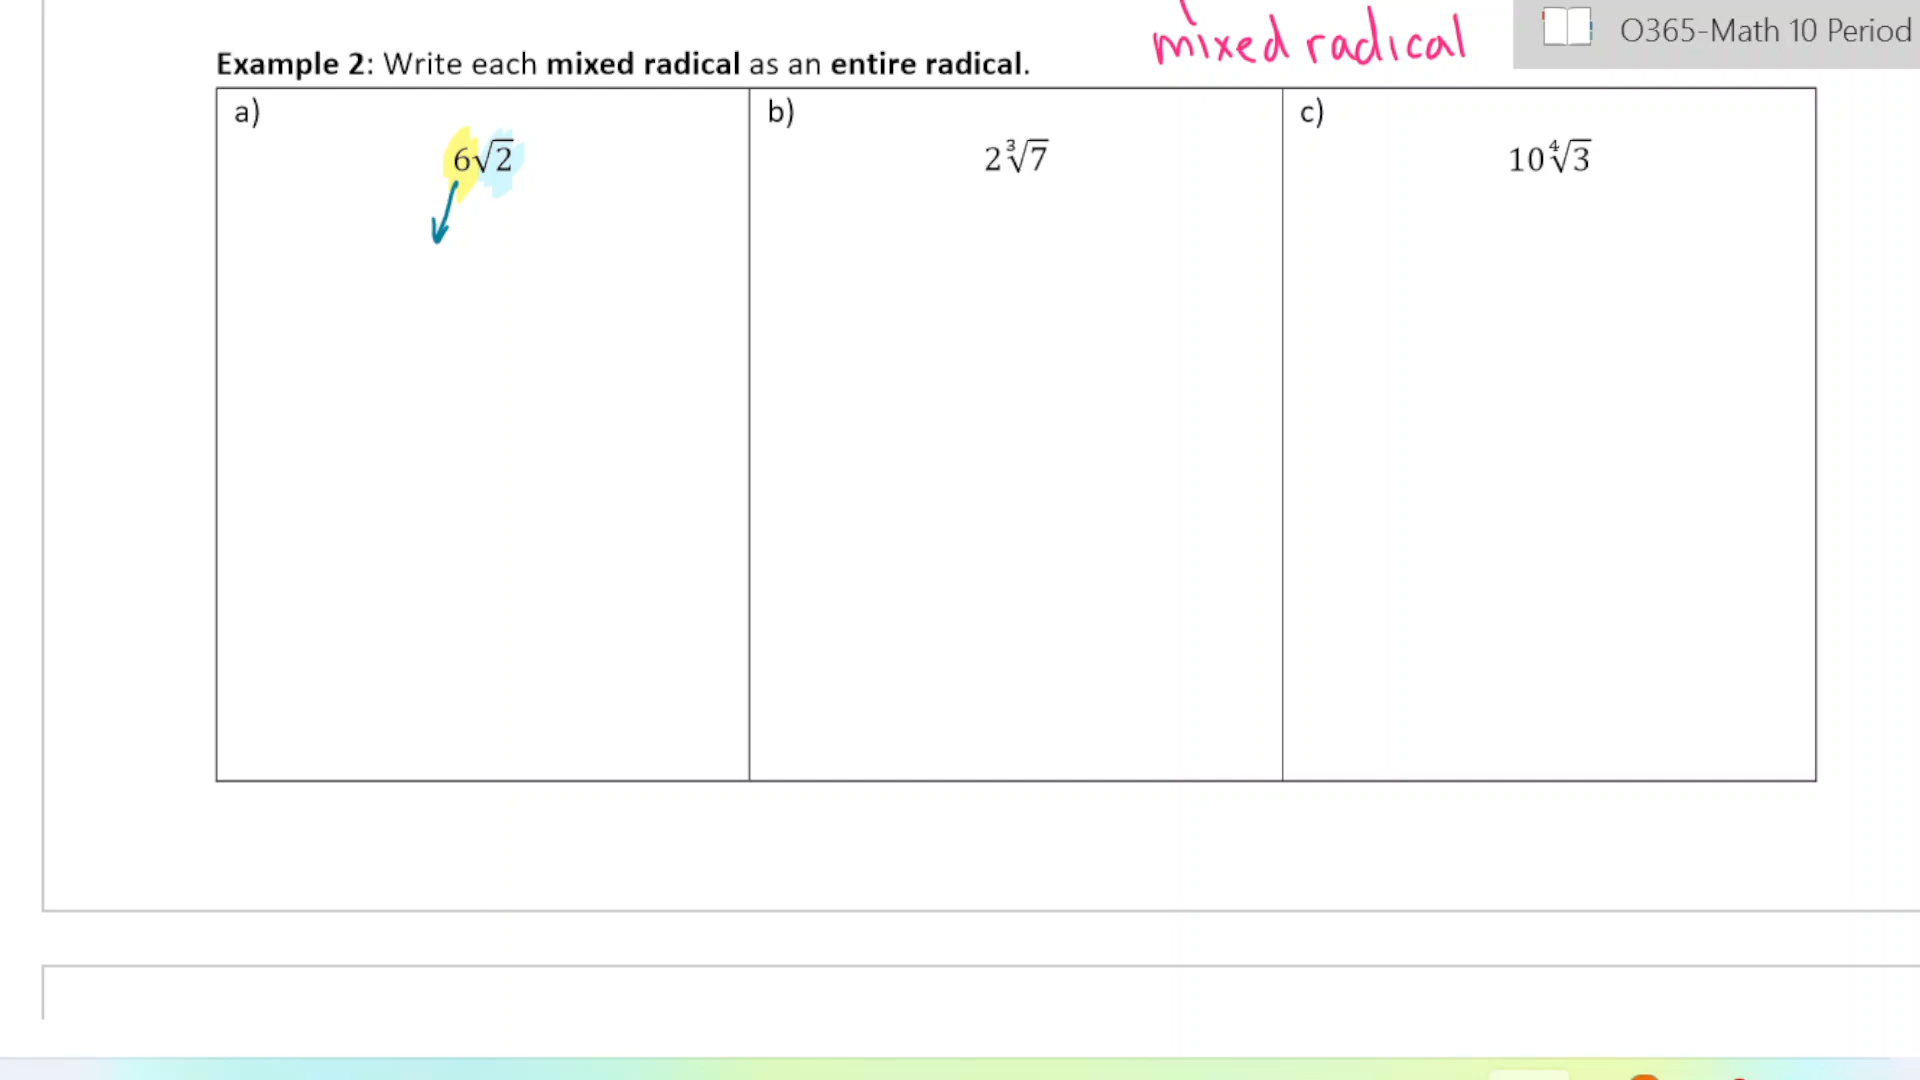 mixed radical
O365-Math 10 Period
Example 2: Write each mixed radical as an entire radical.
a)
6√2
b)
2∛7
c)
10∜3